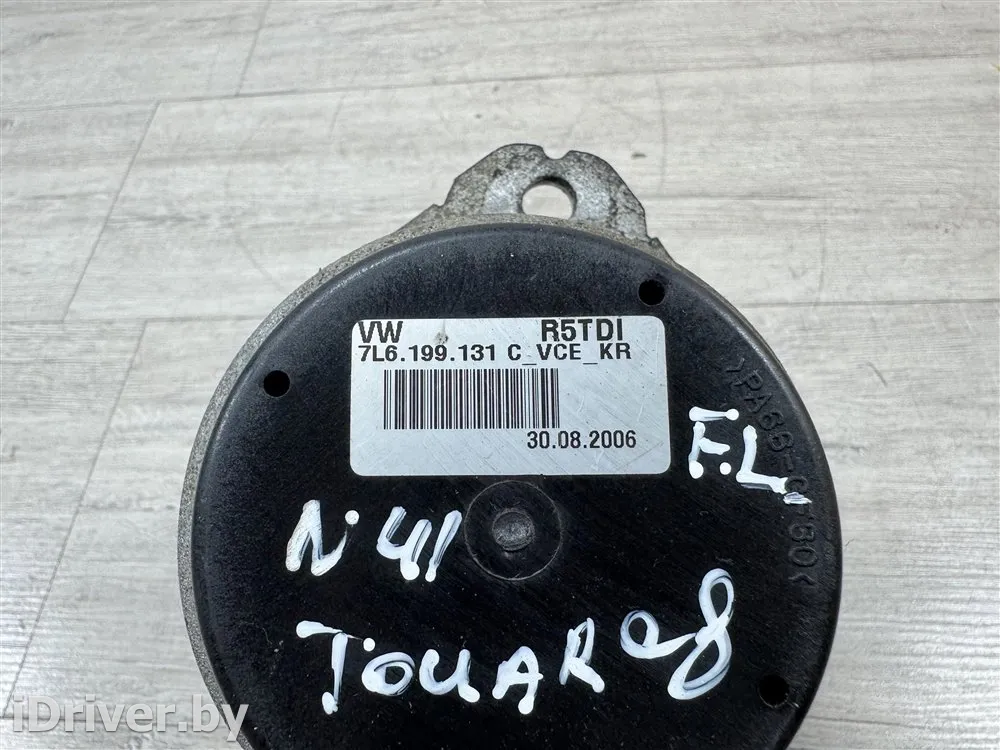 VW R5TDI
7L6.199.131 C_VCE_KR
30.08.2006
F.L.
N 41
TOUAR 08
iDriver.by